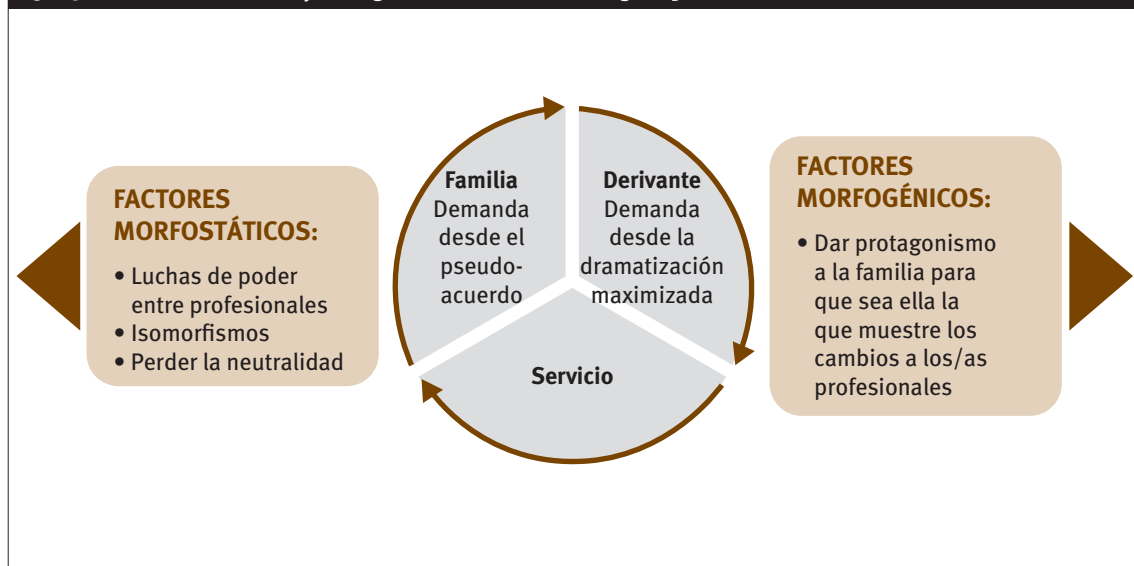 FACTORES
MORFOSTÁTICOS:
• Luchas de poder
entre profesionales
• Isomorfismos
• Perder la neutralidad
Familia
Demanda
desde el
pseudo-
acuerdo
Derivante
Demanda
desde la
dramatización
maximizada
Servicio
FACTORES
MORFOGÉNICOS:
• Dar protagonismo
a la familia para
que sea ella la
que muestre los
cambios a los/as
profesionales